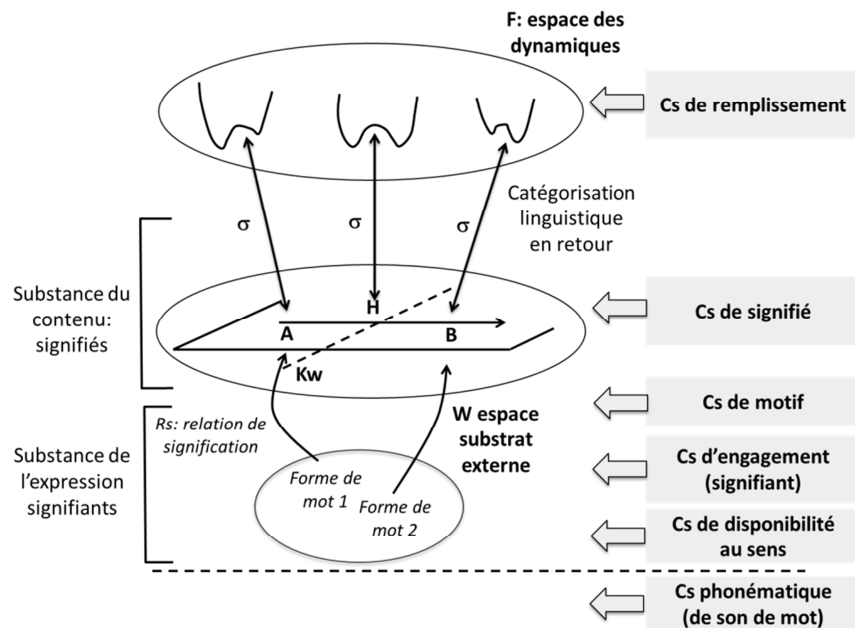 F: espace des
dynamiques
Cs de remplissement
σ
σ
σ
Catégorisation
linguistique
en retour
Substance du
contenu:
signifiés
H
A
B
Kw
Cs de signifié
Cs de motif
Rs: relation de
signification
W espace
substrat
externe
Substance de
l'expression
signifiants
Forme de
mot 1
Forme de
mot 2
Cs d'engagement
(signifiant)
Cs de disponibilité
au sens
Cs phonématique
(de son de mot)